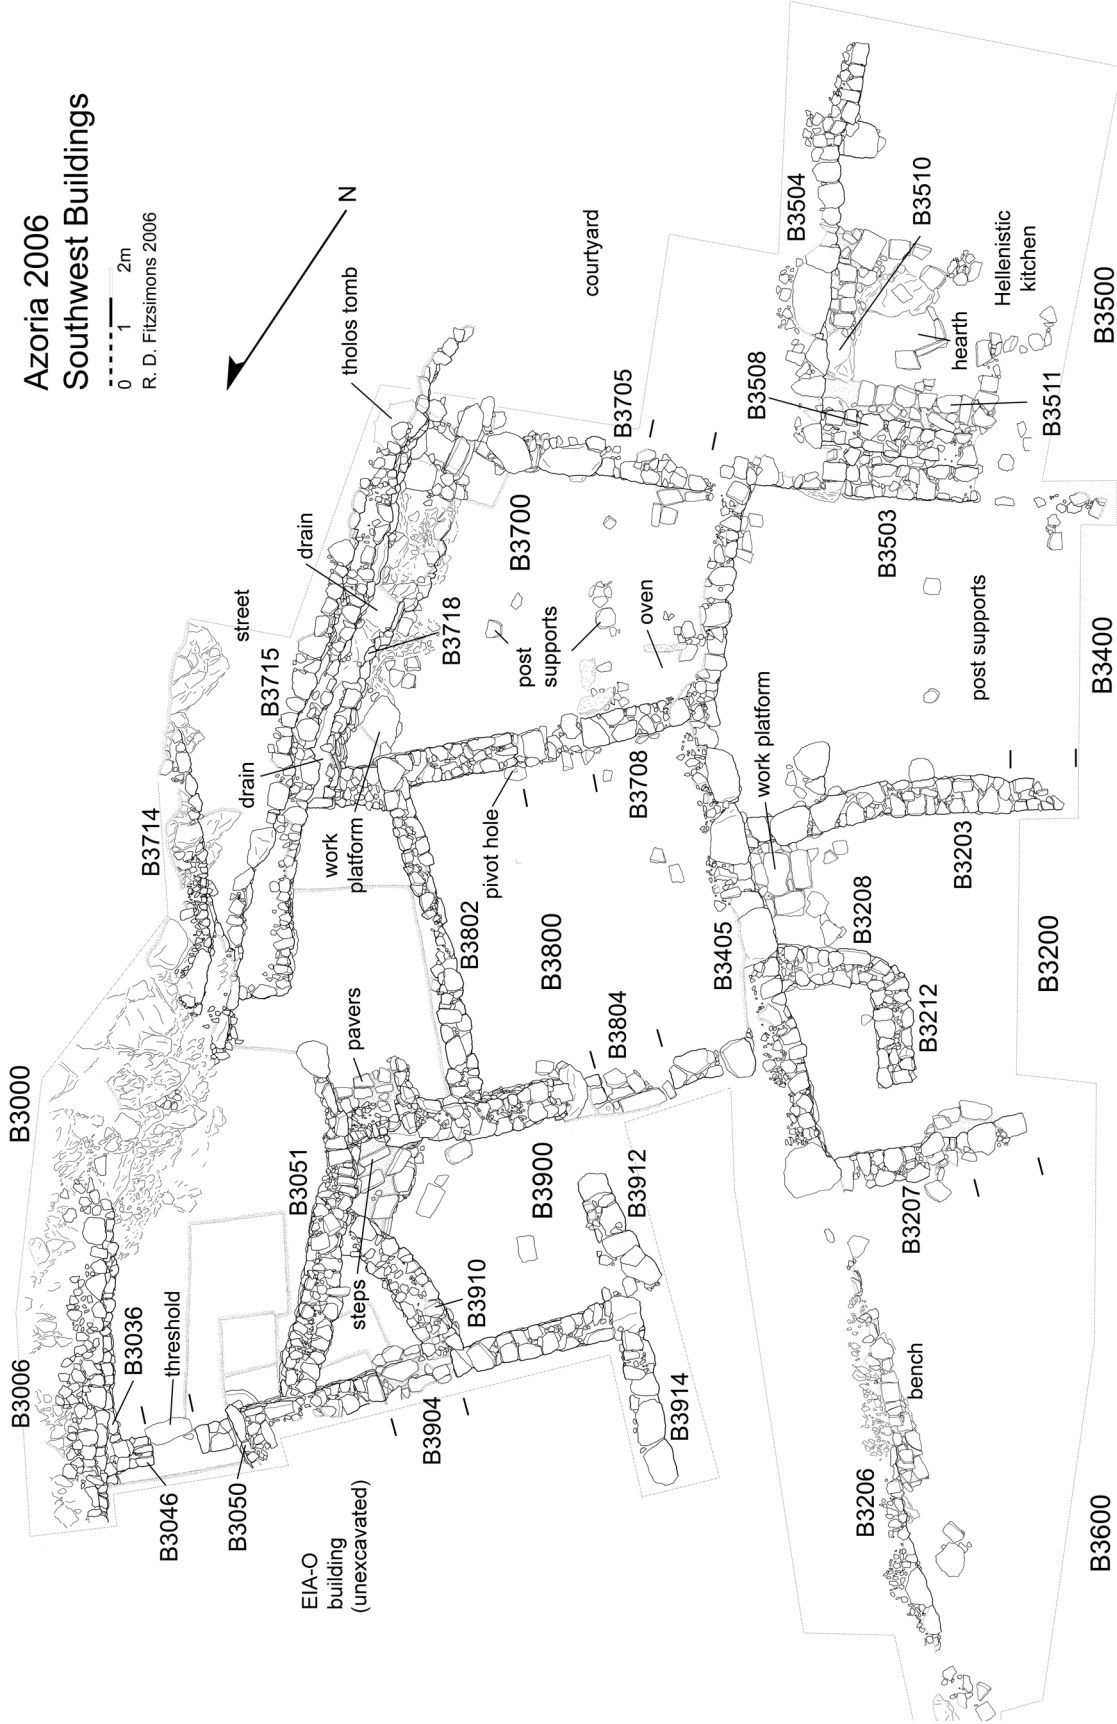 Azoria 2006
Southwest Buildings
0 1 2m
R. D. Fitzsimons 2006
N
tholos tomb
courtyard
B3504
B3510
Hellenistic
kitchen
B3500
hearth
B3508
B3511
B3705
B3503
B3700
drain
street
B3718
post
supports
oven
post supports
B3400
B3715
drain
B3714
work
platform
pivot hole
B3708
work platform
B3203
B3802
B3800
B3405
B3208
B3200
B3212
pavers
B3804
B3000
B3051
B3900
B3912
B3207
steps
B3910
threshold
B3036
B3006
B3904
B3914
bench
B3206
B3046
B3050
EIA-O
building
(unexcavated)
B3600